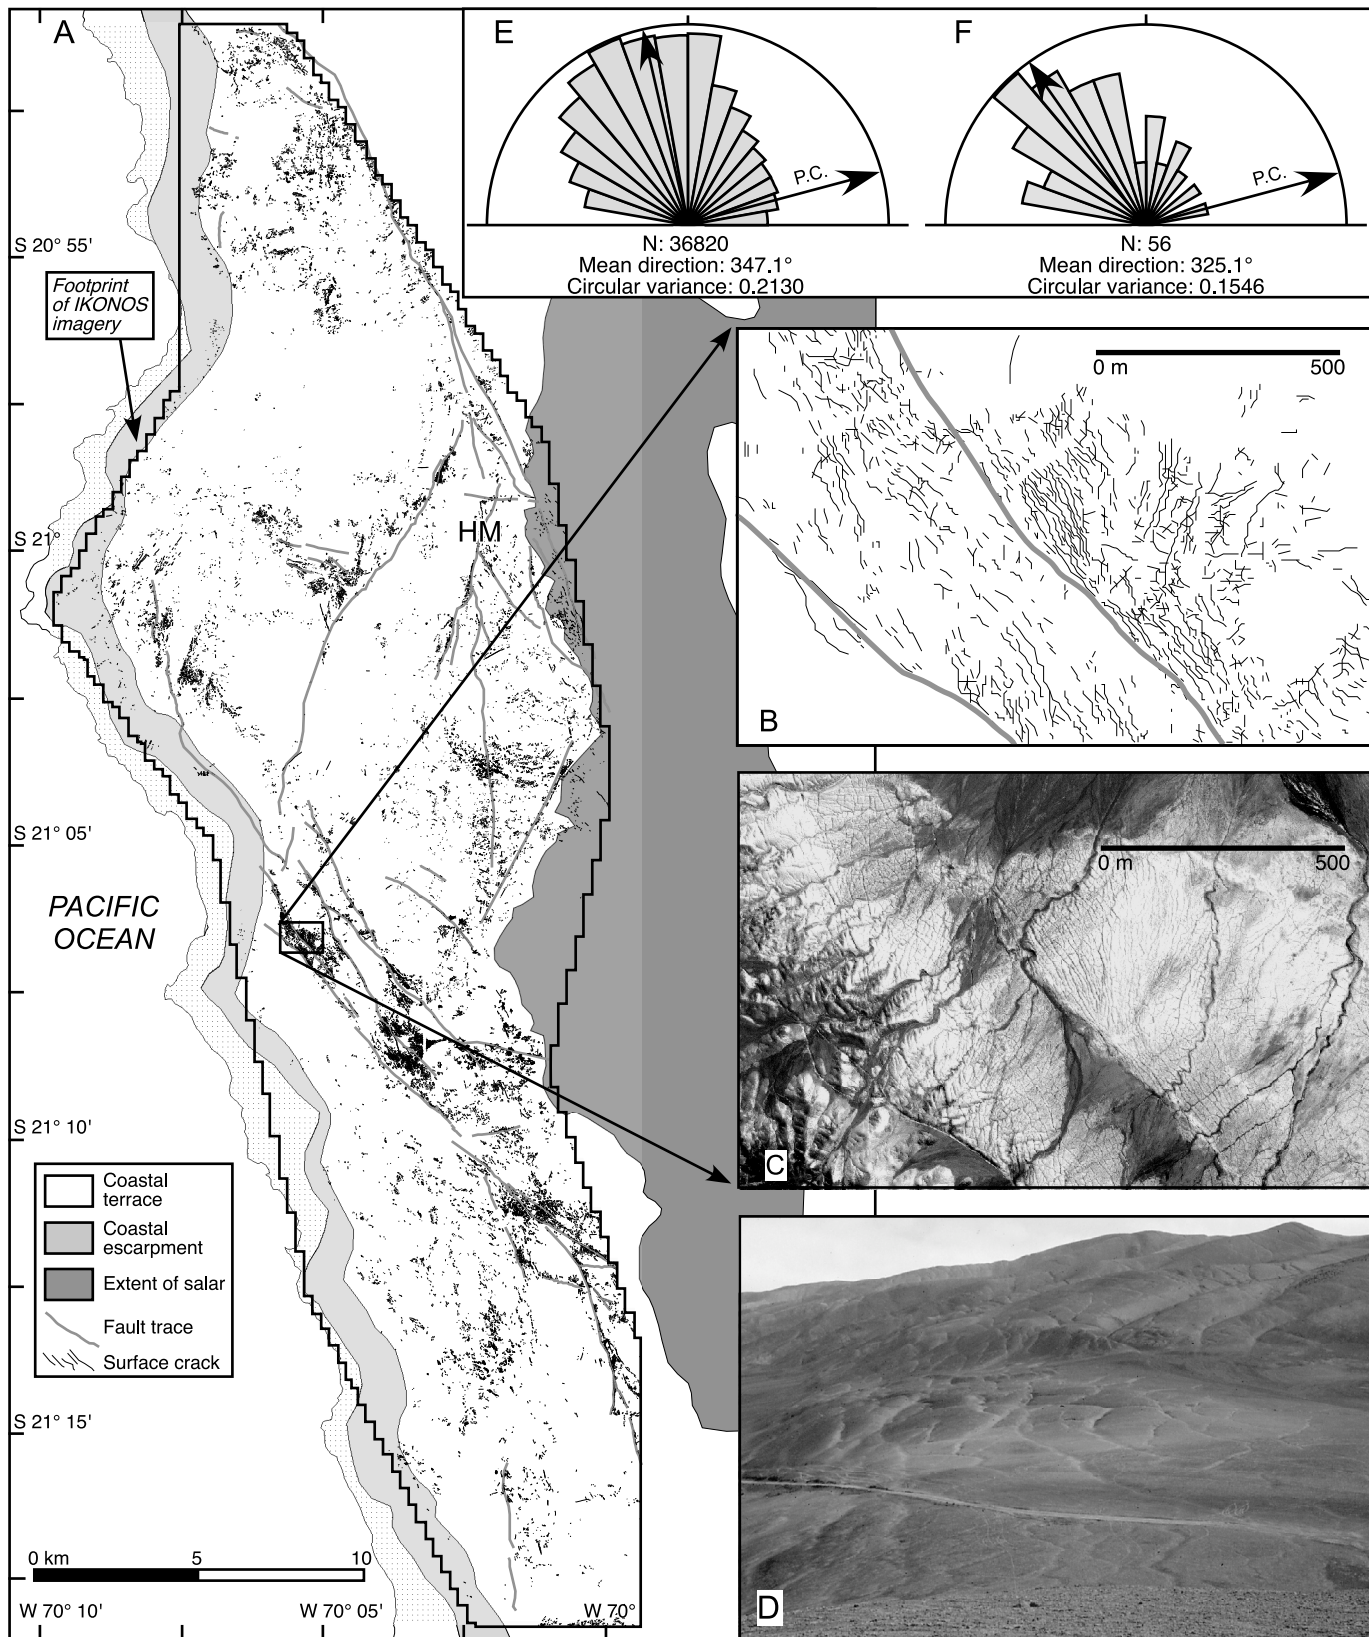 A
E
F
P.C.
P.C.
N: 36820
Mean direction: 347.1°
Circular variance: 0.2130
N: 56
Mean direction: 325.1°
Circular variance: 0.1546
S 20° 55'
Footprint
of IKONOS
imagery
0 m 500
S 21°
HM
B
0 m 500
S 21° 05'
PACIFIC
OCEAN
S 21° 10'
C
Coastal
terrace
Coastal
escarpment
Extent of salar
Fault trace
Surface crack
S 21° 15'
0 km 5 10
W 70° 10' W 70° 05' W 70°
D